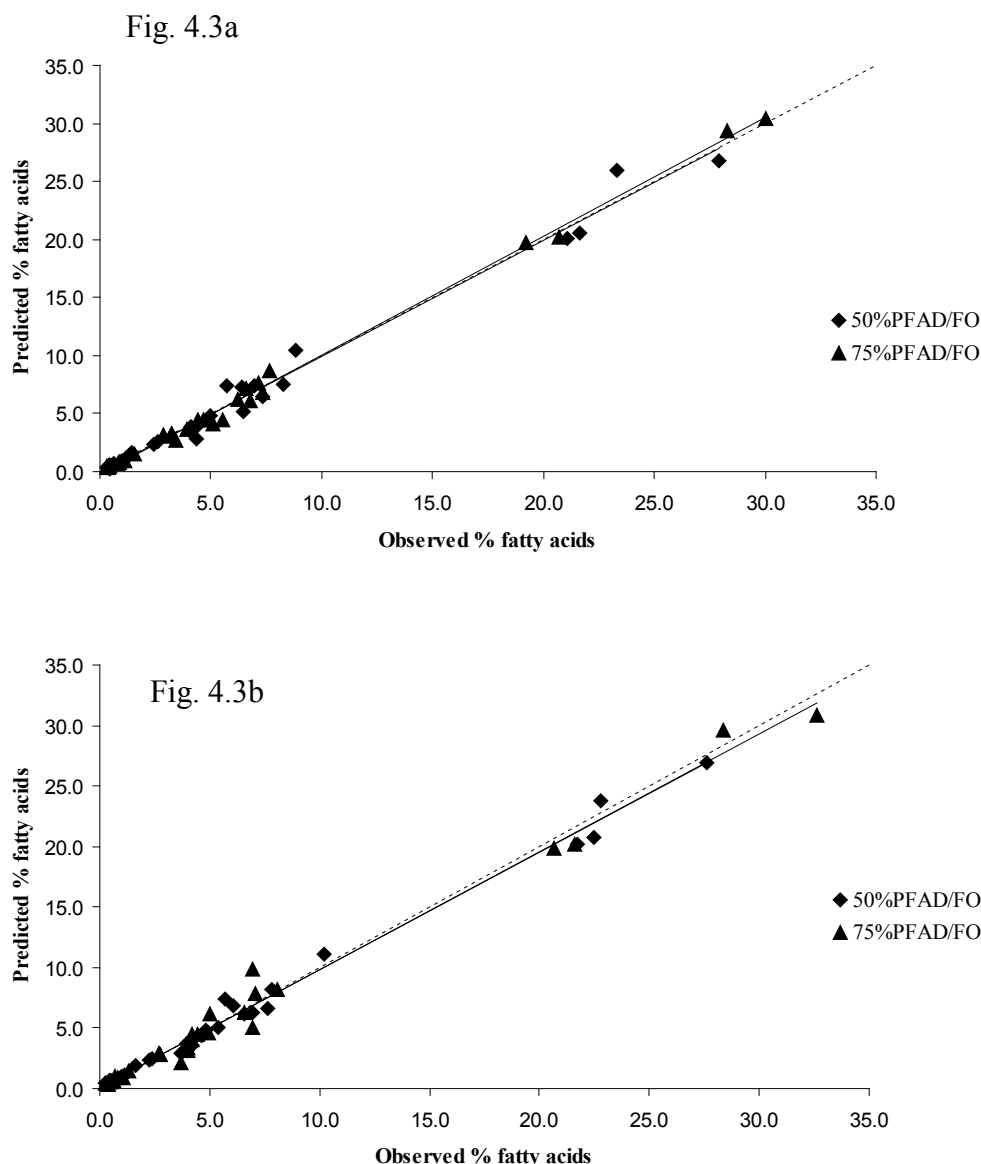 Fig. 4.3a
35.0
30.0
25.0
20.0
15.0
10.0
5.0
0.0
Predicted % fatty acids
0.0 5.0 10.0 15.0 20.0 25.0 30.0 35.0
Observed % fatty acids
50%PFAD/FO
75%PFAD/FO
Fig. 4.3b
35.0
30.0
25.0
20.0
15.0
10.0
5.0
0.0
Predicted % fatty acids
0.0 5.0 10.0 15.0 20.0 25.0 30.0 35.0
Observed % fatty acids
50%PFAD/FO
75%PFAD/FO